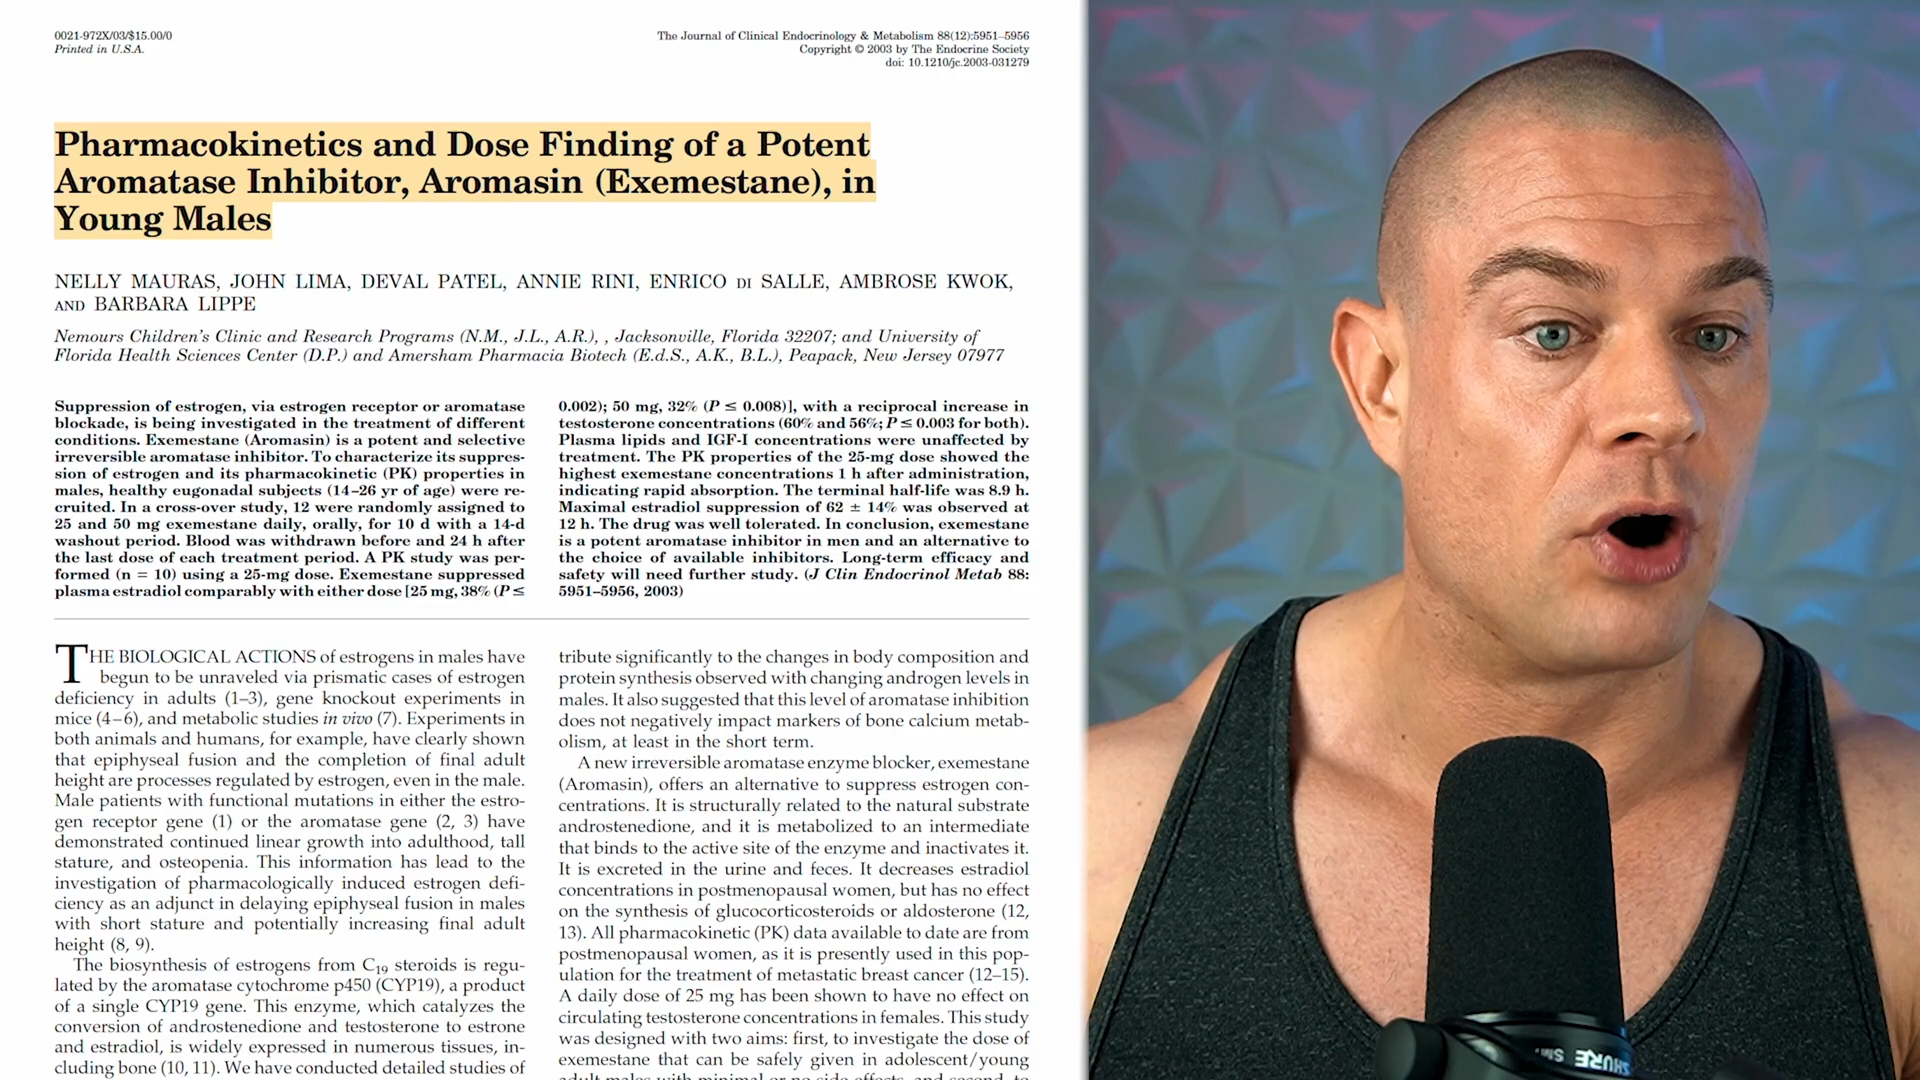 0021-972X/03/$15.00/0
Printed in U.S.A.
The Journal of Clinical Endocrinology & Metabolism 88(12):5951–5956
Copyright © 2003 by The Endocrine Society
doi: 10.1210/jc.2003-031279
Pharmacokinetics and Dose Finding of a Potent
Aromatase Inhibitor, Aromasin (Exemestane), in
Young Males
NELLY MAURAS, JOHN LIMA, DEVAL PATEL, ANNIE RINI, ENRICO DI SALLE, AMBROSE KWOK,
AND BARBARA LIPPE
Nemours Children's Clinic and Research Programs (N.M., J.L., A.R.), , Jacksonville, Florida 32207; and University of
Florida Health Sciences Center (D.P.) and Amersham Pharmacia Biotech (E.d.S., A.K., B.L.), Peapack, New Jersey 07977
Suppression of estrogen, via estrogen receptor or aromatase
blockade, is being investigated in the treatment of different
conditions. Exemestane (Aromasin) is a potent and selective
irreversible aromatase inhibitor. To characterize its suppres-
sion of estrogen and its pharmacokinetic (PK) properties in
males, healthy eugonadal subjects (14–26 yr of age) were re-
cruited. In a cross-over study, 12 were randomly assigned to
25 and 50 mg exemestane daily, orally, for 10 d with a 14-d
washout period. Blood was withdrawn before and 24 h after
the last dose of each treatment period. A PK study was per-
formed (n = 10) using a 25-mg dose. Exemestane suppressed
plasma estradiol comparably with either dose [25 mg, 38% (P ≤
0.002); 50 mg, 32% (P ≤ 0.008)], with a reciprocal increase in
testosterone concentrations (60% and 56%; P ≤ 0.003 for both).
Plasma lipids and IGF-I concentrations were unaffected by
treatment. The PK properties of the 25-mg dose showed the
highest exemestane concentrations 1 h after administration,
indicating rapid absorption. The terminal half-life was 8.9 h.
Maximal estradiol suppression of 62 ± 14% was observed at
12 h. The drug was well tolerated. In conclusion, exemestane
is a potent aromatase inhibitor in men and an alternative to
the choice of available inhibitors. Long-term efficacy and
safety will need further study. (J Clin Endocrinol Metab 88:
5951–5956, 2003)
THE BIOLOGICAL ACTIONS of estrogens in males have
begun to be unraveled via prismatic cases of estrogen
deficiency in adults (1–3), gene knockout experiments in
mice (4–6), and metabolic studies in vivo (7). Experiments in
both animals and humans, for example, have clearly shown
that epiphyseal fusion and the completion of final adult
height are processes regulated by estrogen, even in the male.
Male patients with functional mutations in either the estro-
gen receptor gene (1) or the aromatase gene (2, 3) have
demonstrated continued linear growth into adulthood, tall
stature, and osteopenia. This information has lead to the
investigation of pharmacologically induced estrogen defi-
ciency as an adjunct in delaying epiphyseal fusion in males
with short stature and potentially increasing final adult
height (8, 9).
The biosynthesis of estrogens from C19 steroids is regu-
lated by the aromatase cytochrome p450 (CYP19), a product
of a single CYP19 gene. This enzyme, which catalyzes the
conversion of androstenedione and testosterone to estrone
and estradiol, is widely expressed in numerous tissues, in-
cluding bone (10, 11). We have conducted detailed studies of
tribute significantly to the changes in body composition and
protein synthesis observed with changing androgen levels in
males. It also suggested that this level of aromatase inhibition
does not negatively impact markers of bone calcium metab-
olism, at least in the short term.
A new irreversible aromatase enzyme blocker, exemestane
(Aromasin), offers an alternative to suppress estrogen con-
centrations. It is structurally related to the natural substrate
androstenedione, and it is metabolized to an intermediate
that binds to the active site of the enzyme and inactivates it.
It is excreted in the urine and feces. It decreases estradiol
concentrations in postmenopausal women, but has no effect
on the synthesis of glucocorticosteroids or aldosterone (12,
13). All pharmacokinetic (PK) data available to date are from
postmenopausal women, as it is presently used in this pop-
ulation for the treatment of metastatic breast cancer (12–15).
A daily dose of 25 mg has been shown to have no effect on
circulating testosterone concentrations in females. This study
was designed with two aims: first, to investigate the dose of
exemestane that can be safely given in adolescent/young
adult males with minimal or no side effects, and second, to
SHURE